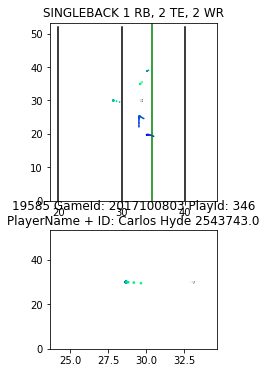 SINGLEBACK 1 RB, 2 TE, 2 WR
50
40
30
20
10
0
20 30 40
19585 GameId: 2017100803 PlayId: 346
PlayerName + ID: Carlos Hyde 2543743.0
40
20
0
25.0 27.5 30.0 32.5